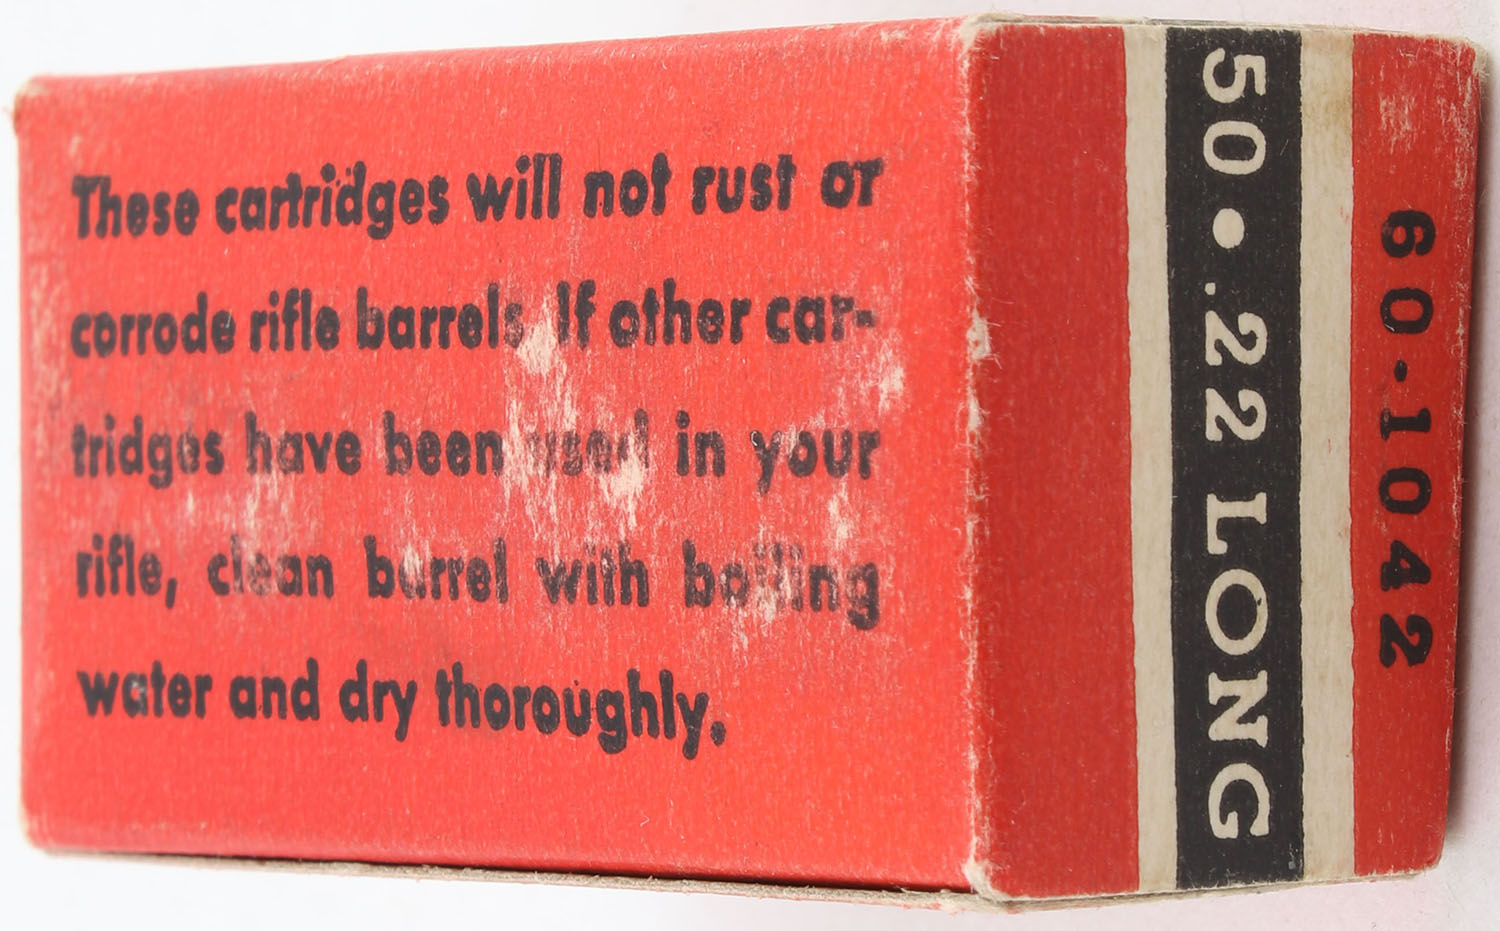 These cartridges will not rust or
corrode rifle barrels. If other car-
tridges have been used in your
rifle, clean barrel with boiling
water and dry thoroughly.
50 • .22 LONG
60-1042